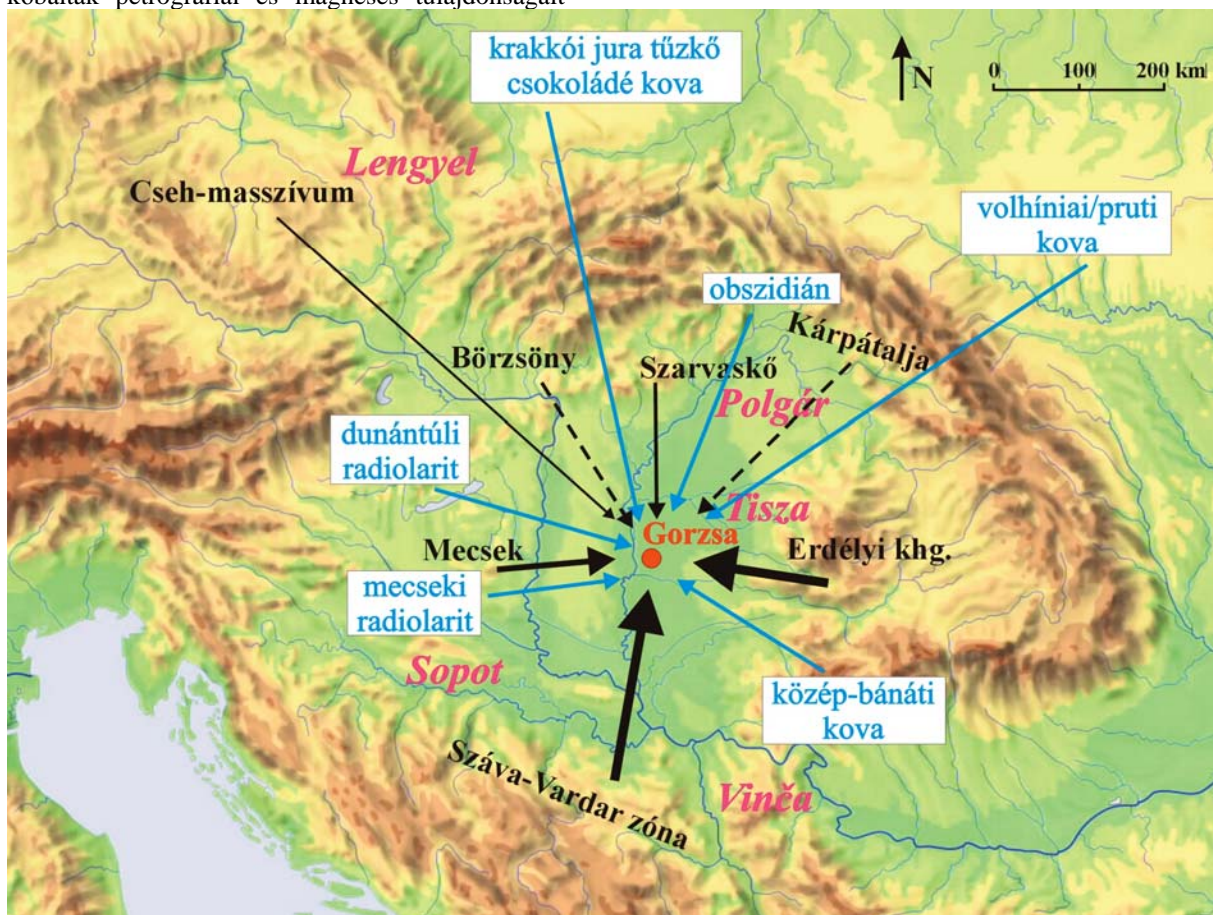 kőbalták petrográfiai és mágneses tulajdonságait
krakkói jura tűzkő
csokoládé kova
N
0 100 200 km
Lengyel
Cseh-masszívum
volhíniai/pruti
kova
obszidián
Kárpátalja
Börzsöny
Szarvaskő
Polgár
dunántúli
radiolarit
Tisza
Gorzsa
Mecsek
Erdélyi khg.
mecseki
radiolarit
Sopot
közép-bánáti
kova
Száva-Vardar zóna
Vinča